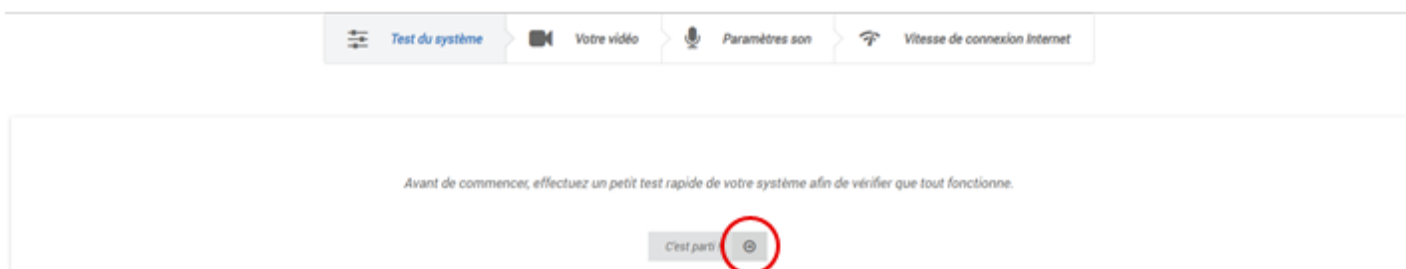 Test du système Votre vidéo Paramètres son Vitesse de connexion Internet
Avant de commencer, effectuez un petit test rapide de votre système afin de vérifier que tout fonctionne.
C'est parti !